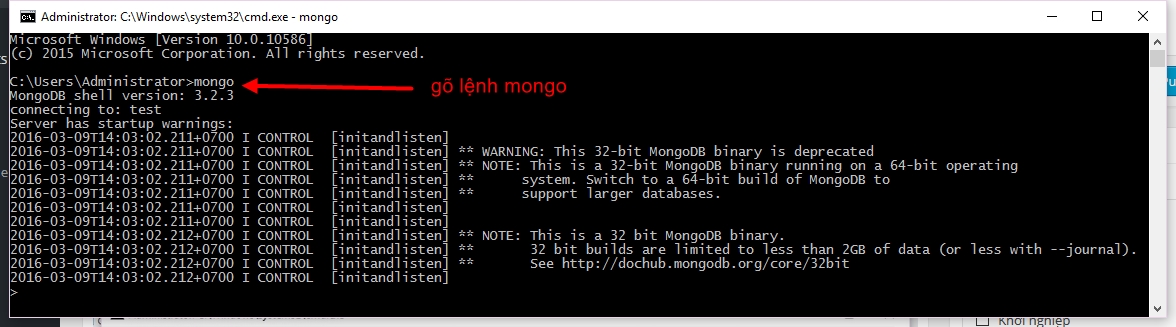 Administrator: C:\Windows\system32\cmd.exe - mongo
Microsoft Windows [Version 10.0.10586]
(c) 2015 Microsoft Corporation. All rights reserved.
C:\Users\Administrator>mongo
gõ lệnh mongo
MongoDB shell version: 3.2.3
connecting to: test
Server has startup warnings:
2016-03-09T14:03:02.211+0700 I CONTROL  [initandlisten]
2016-03-09T14:03:02.211+0700 I CONTROL  [initandlisten] ** WARNING: This 32-bit MongoDB binary is deprecated
2016-03-09T14:03:02.211+0700 I CONTROL  [initandlisten] ** NOTE: This is a 32-bit MongoDB binary running on a 64-bit operating
2016-03-09T14:03:02.211+0700 I CONTROL  [initandlisten] **      system. Switch to a 64-bit build of MongoDB to
2016-03-09T14:03:02.211+0700 I CONTROL  [initandlisten] **      support larger databases.
2016-03-09T14:03:02.211+0700 I CONTROL  [initandlisten]
2016-03-09T14:03:02.211+0700 I CONTROL  [initandlisten]
2016-03-09T14:03:02.212+0700 I CONTROL  [initandlisten] ** NOTE: This is a 32 bit MongoDB binary.
2016-03-09T14:03:02.212+0700 I CONTROL  [initandlisten] **       32 bit builds are limited to less than 2GB of data (or less with --journal).
2016-03-09T14:03:02.212+0700 I CONTROL  [initandlisten] **       See http://dochub.mongodb.org/core/32bit
2016-03-09T14:03:02.212+0700 I CONTROL  [initandlisten]
>
Khởi nghiệp